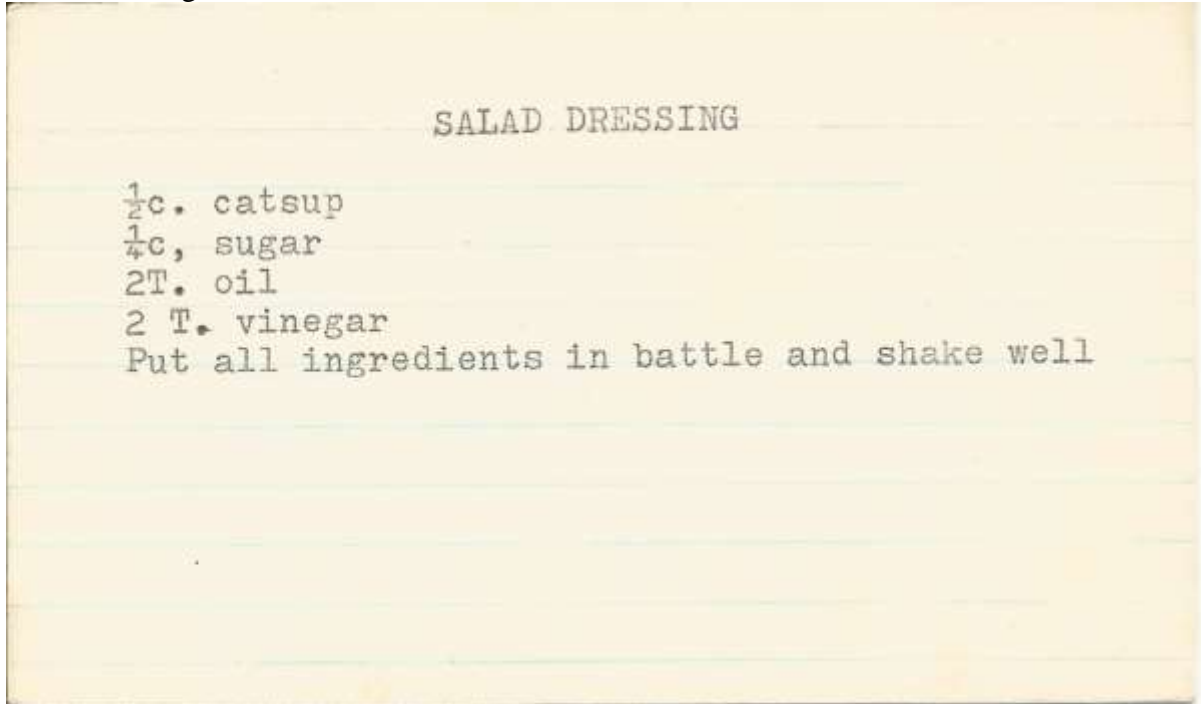 SALAD DRESSING
½c. catsup
¼c, sugar
2T. oil
2 T. vinegar
Put all ingredients in battle and shake well